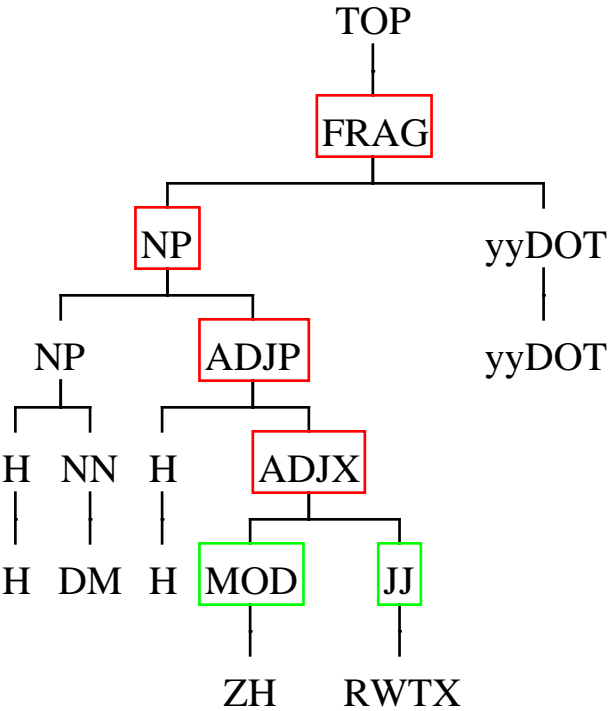 TOP
FRAG
NP yyDOT
NP ADJP yyDOT
H NN H ADJX
H DM H MOD JJ
ZH RWTX